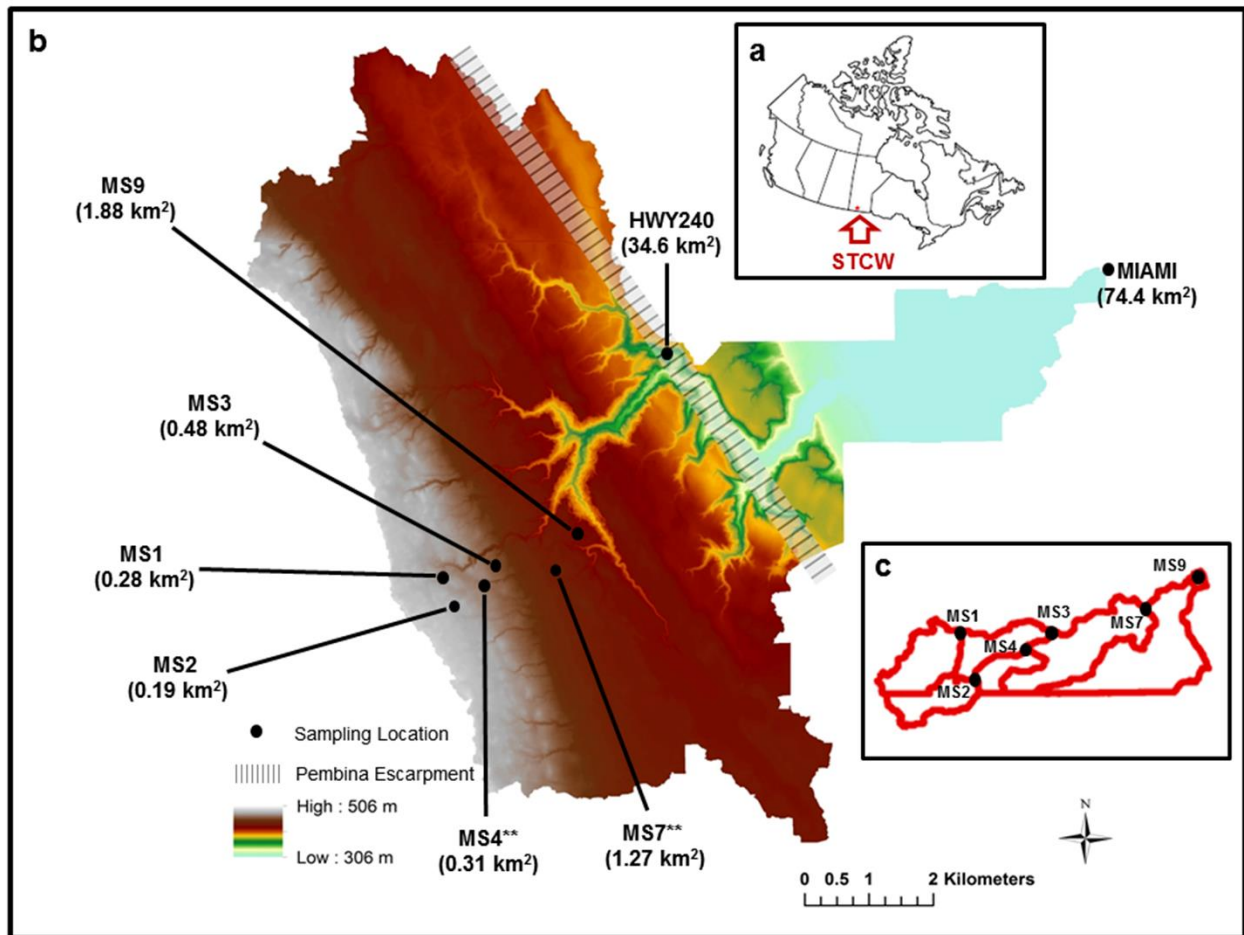 b
a
STCW
MS9
(1.88 km²)
HWY240
(34.6 km²)
MIAMI
(74.4 km²)
MS3
(0.48 km²)
MS1
(0.28 km²)
MS2
(0.19 km²)
Sampling Location
Pembina Escarpment
High : 506 m
Low : 306 m
MS4**
(0.31 km²)
MS7**
(1.27 km²)
c
MS9
MS1
MS3
MS7
MS4
MS2
N
0 0.5 1 2 Kilometers